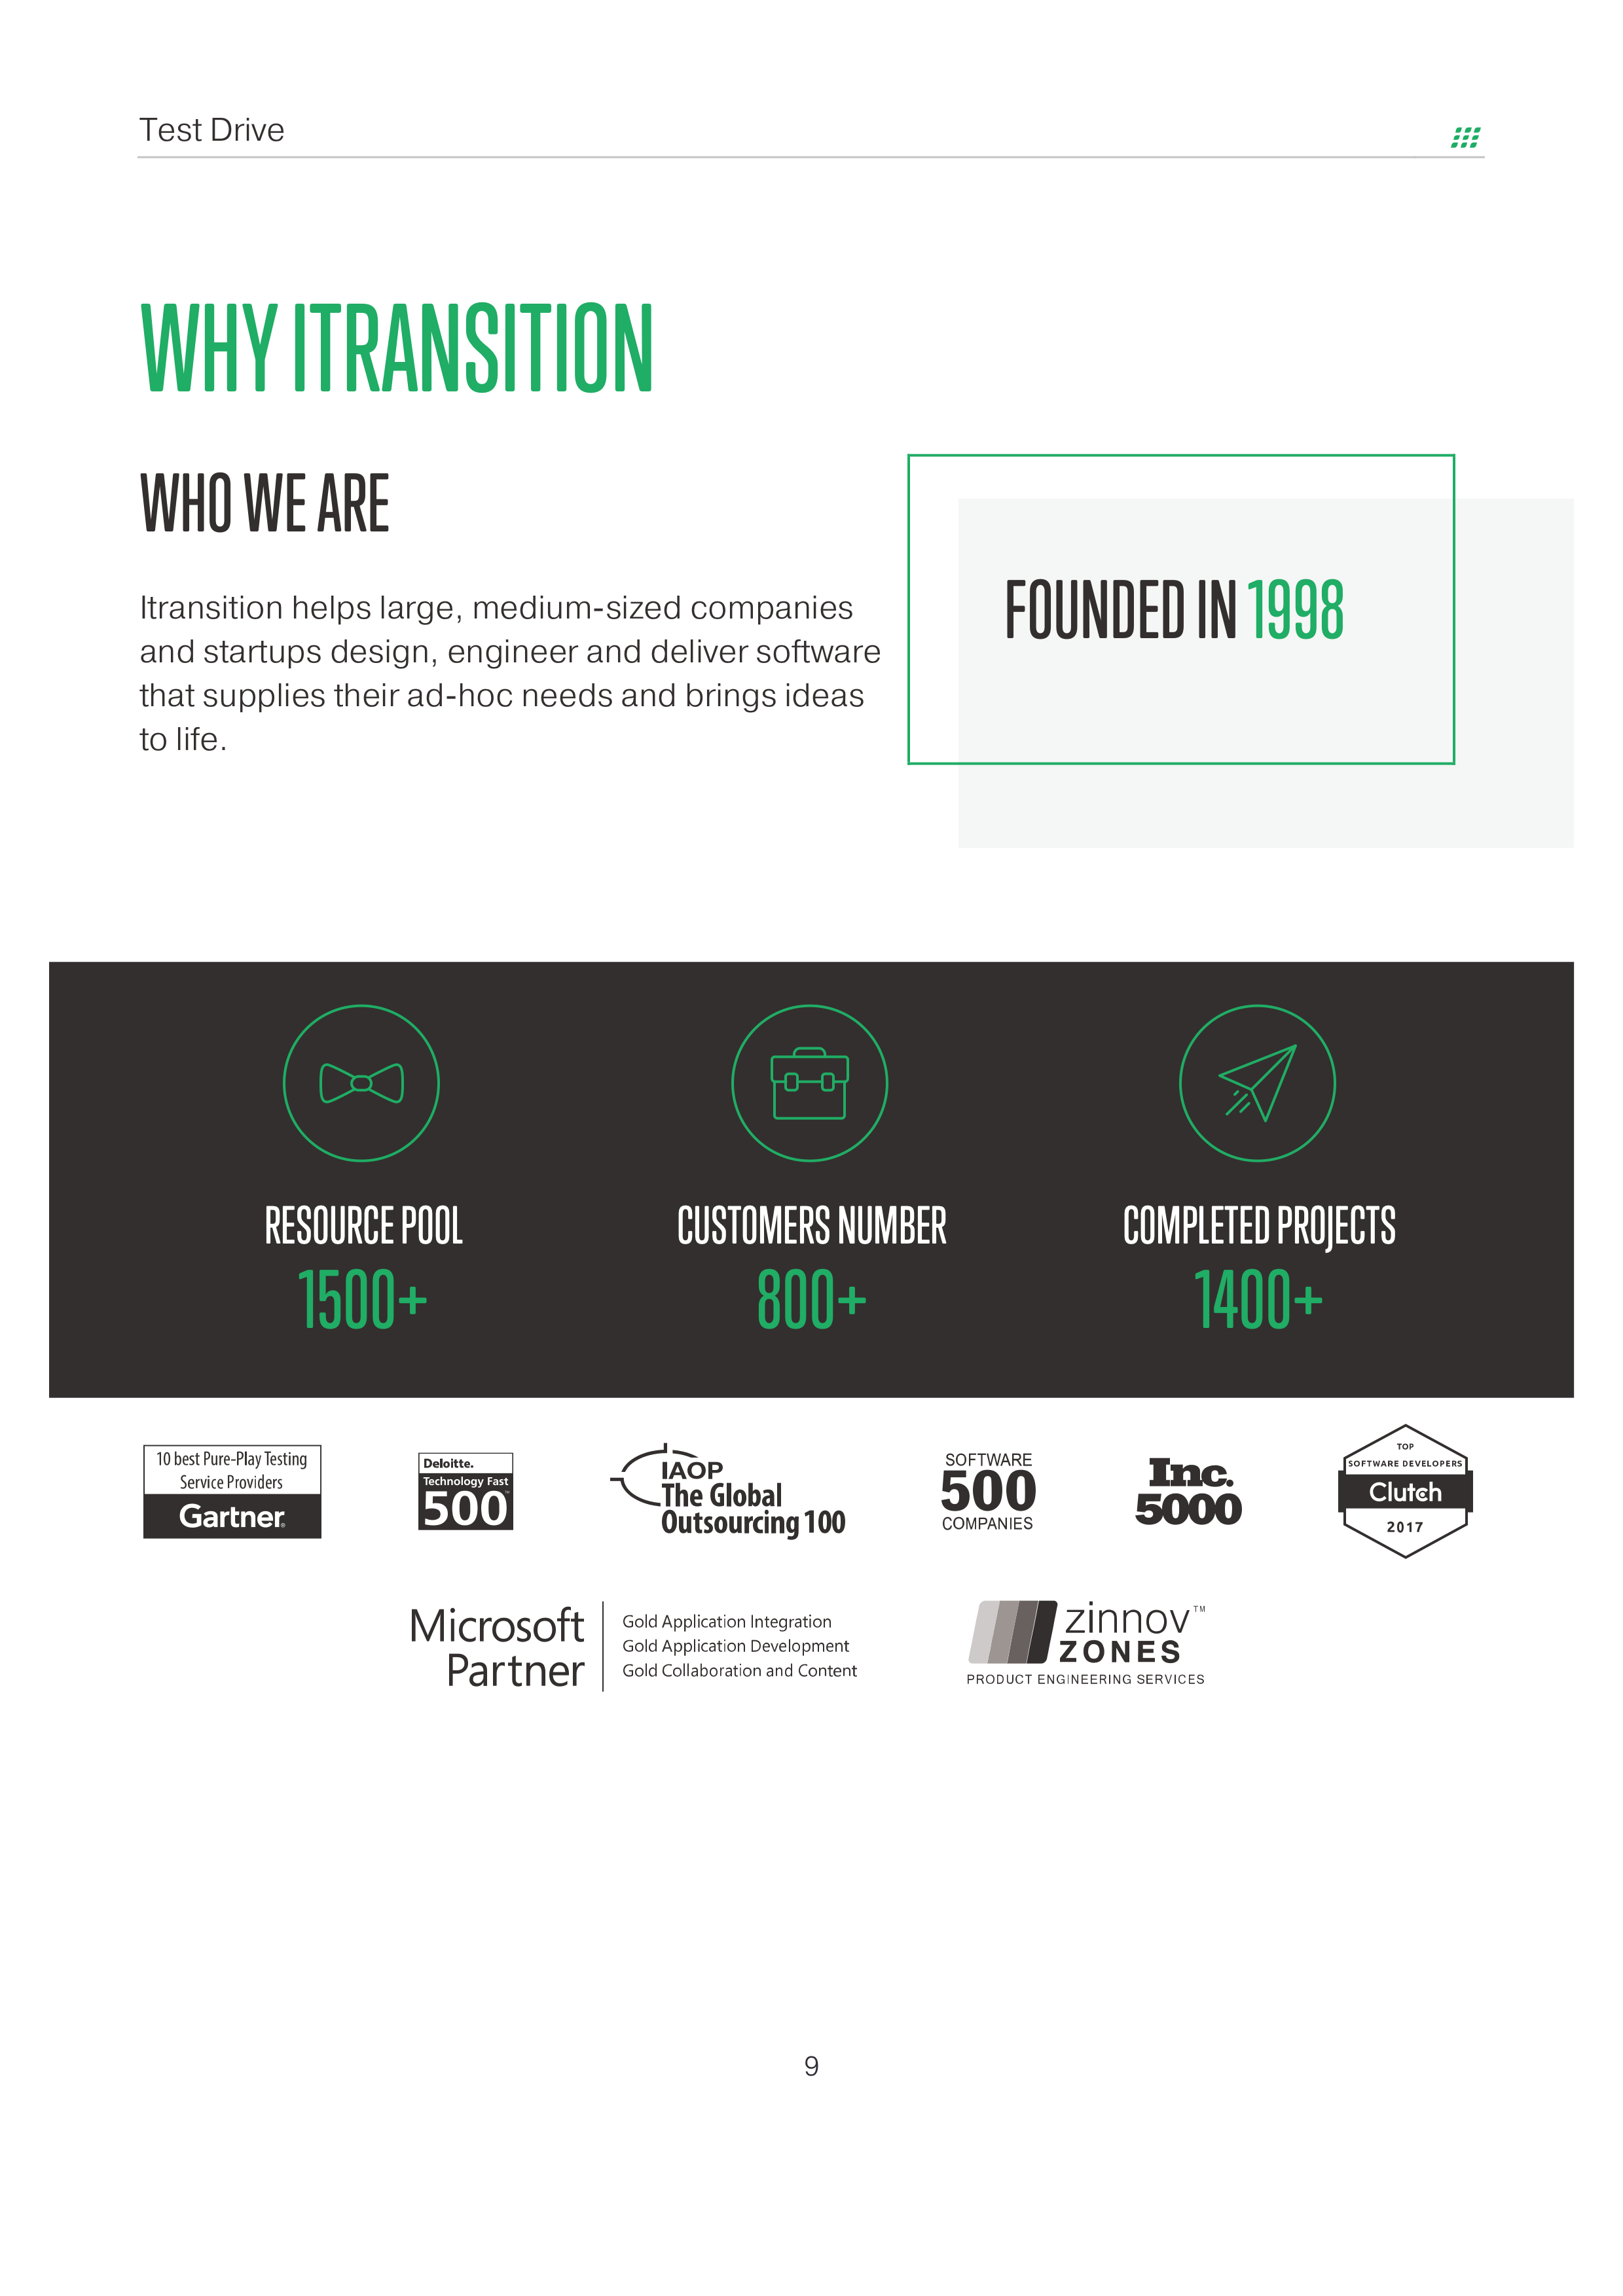 Test Drive
WHY ITRANSITION
WHO WE ARE
Itransition helps large, medium-sized companies
and startups design, engineer and deliver software
that supplies their ad-hoc needs and brings ideas
to life.
FOUNDED IN 1998
RESOURCE POOL
1500+
CUSTOMERS NUMBER
800+
COMPLETED PROJECTS
1400+
10 best Pure-Play Testing
Service Providers
Gartner®
Deloitte.
Technology Fast
500™
IAOP
The Global
Outsourcing 100
SOFTWARE
500
COMPANIES
Inc.
5000
TOP
SOFTWARE DEVELOPERS
Clutch
2017
Microsoft
Partner
Gold Application Integration
Gold Application Development
Gold Collaboration and Content
zinnov™
ZONES
PRODUCT ENGINEERING SERVICES
9